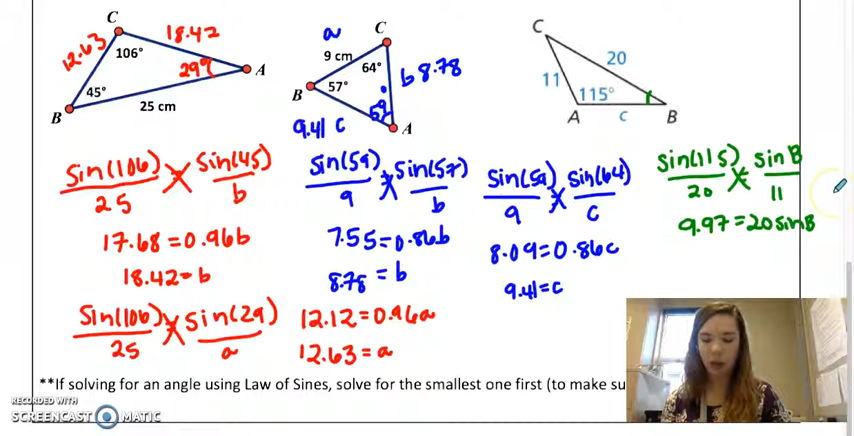 C 18.42 12.63 106° 29° A 45° 25 cm B
a C 9 cm 64° b 8.78 B 57° 59° 9.41 c A
C 20 11 115° A c B
sin(106) / 25 sin(45) / b
17.68 = 0.96b
18.42 = b
sin(106) / 25 sin(29) / a
12.12 = 0.96a
12.63 = a
sin(59) / 9 sin(57) / b
7.55 = 0.86b
8.78 = b
sin(59) / 9 sin(64) / c
8.09 = 0.86c
9.41 = c
sin(115) / 20 = sin B / 11
9.97 = 20 sin B
**If solving for an angle using Law of Sines, solve for the smallest one first (to make su
RECORDED WITH
SCREENCAST MATIC